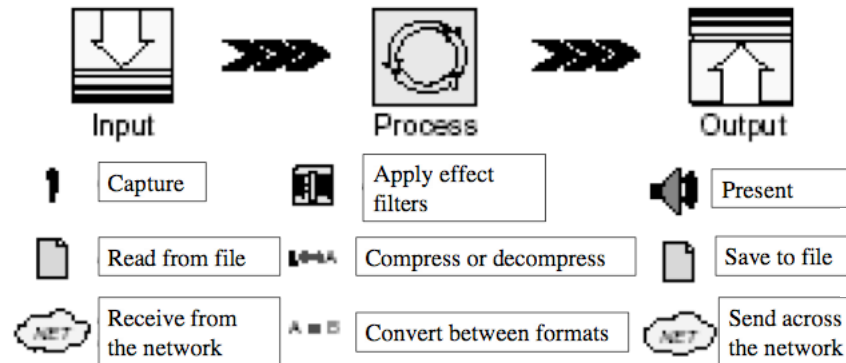 Input
Process
Output
Capture
Apply effect
filters
Present
Read from file
Compress or decompress
Save to file
NET
Receive from
the network
A = B
Convert between formats
NET
Send across
the network